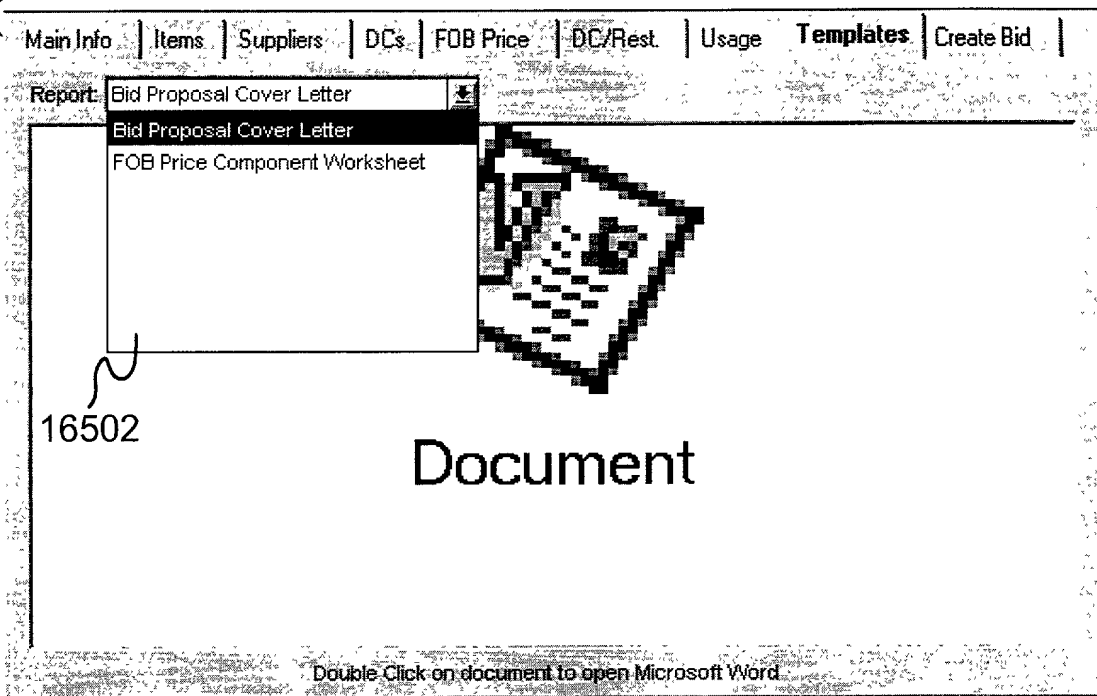 Main Info Items Suppliers DCs FOB Price DC/Rest. Usage Templates Create Bid
Report: Bid Proposal Cover Letter
Bid Proposal Cover Letter
FOB Price Component Worksheet
16502
Document
Double Click on document to open Microsoft Word